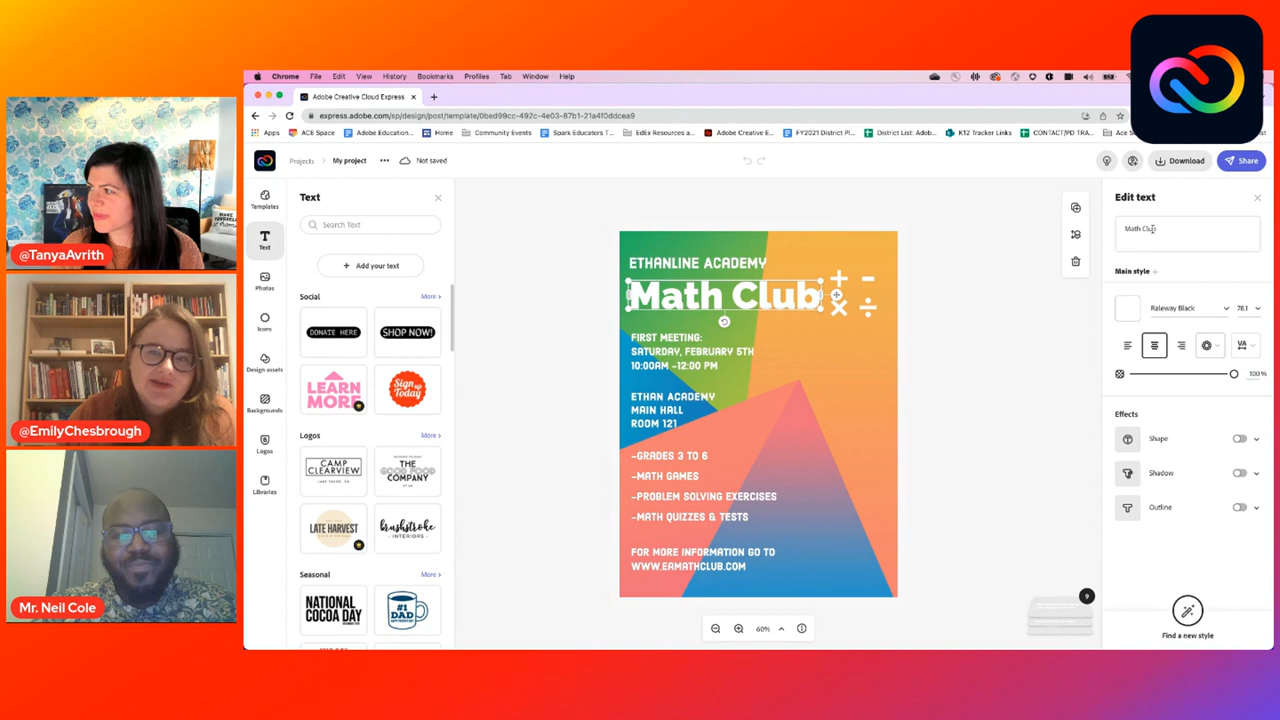 Chrome File Edit View History Bookmarks Profiles Tab Window Help
Adobe Creative Cloud Express
express.adobe.com/sp/design/post/template/0bad99cc-492c-4e03-87b1-21a4f0ddcea9
Apps ACE Space Adobe Education... Home Community Events Spark Educators T... EdEx Resources a... Adobe Creative E... FY2021 District Pl... District List: Adob... K12 Tracker Links CONTACT/PD TRA...
Projects My project Not saved Download Share
Templates
Text
Photos
Icons
Design assets
Backgrounds
Logos
Libraries
Text
Search Text
Add your text
Social More
DONATE HERE
SHOP NOW!
LEARN MORE
Sign up Today
Logos More
CAMP CLEARVIEW
THE GOOD FOOD COMPANY
LATE HARVEST
brushstroke
INTERIORS
Seasonal More
NATIONAL COCOA DAY
#1 DAD
ETHANLINE ACADEMY
Math Club
+ −
× ÷
FIRST MEETING:
SATURDAY, FEBRUARY 5TH
10:00AM -12:00 PM
ETHAN ACADEMY
MAIN HALL
ROOM 121
-GRADES 3 TO 6
-MATH GAMES
-PROBLEM SOLVING EXERCISES
-MATH QUIZZES & TESTS
FOR MORE INFORMATION GO TO
WWW.EAMATHCLUB.COM
60%
9
Edit text
Math Club
Main style
Raleway Black 78.1
VA
100 %
Effects
Shape
Shadow
Outline
Find a new style
@TanyaAvrith
@EmilyChesbrough
Mr. Neil Cole